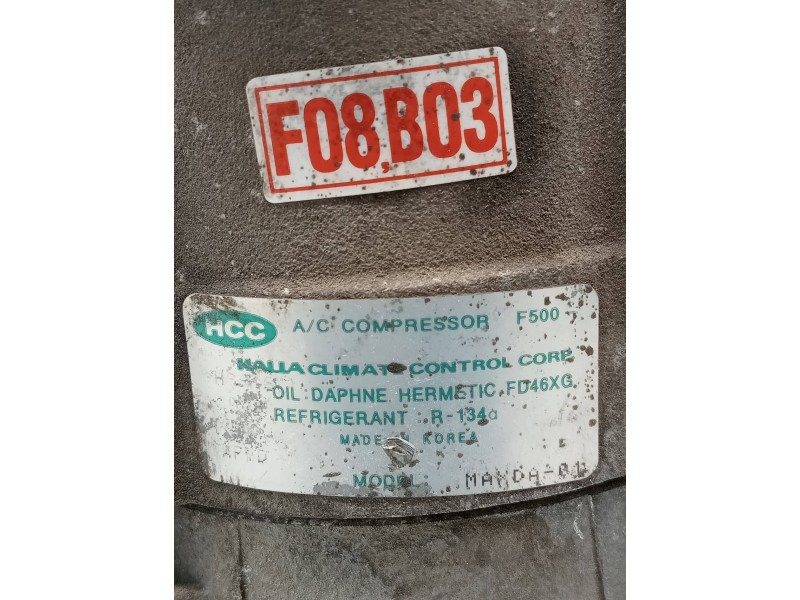 F08,B03
HCC A/C COMPRESSOR F500
HALLA CLIMATE CONTROL CORP.
OIL: DAPHNE HERMETIC FD46XG
REFRIGERANT R-134a
MADE IN KOREA
MODEL: